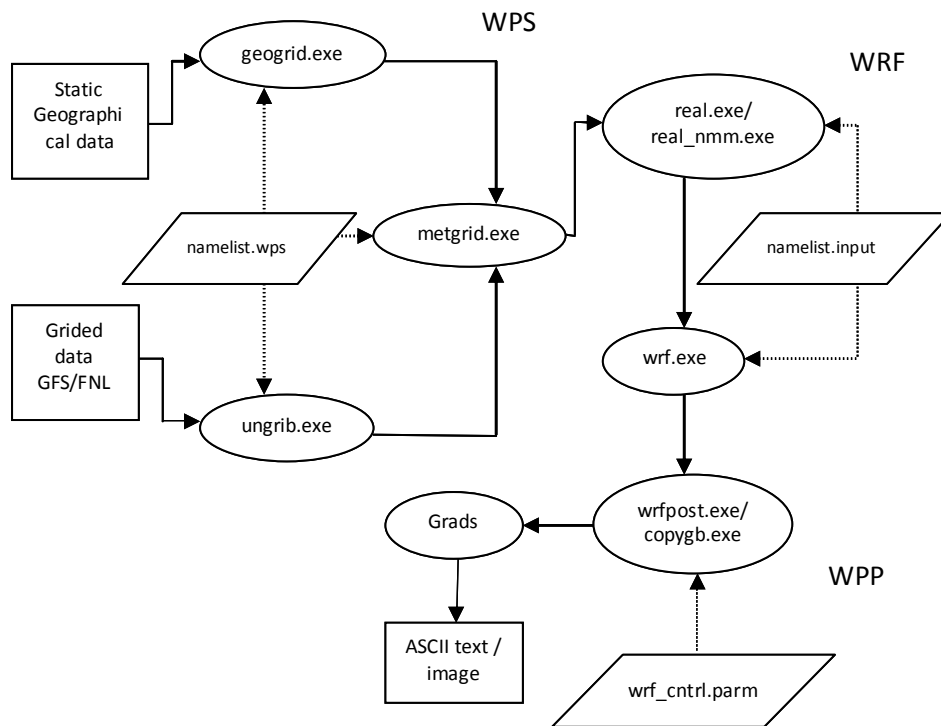 WPS
geogrid.exe
WRF
Static
Geographi
cal data
real.exe/
real_nmm.exe
namelist.wps
metgrid.exe
namelist.input
Grided
data
GFS/FNL
wrf.exe
ungrib.exe
Grads
wrfpost.exe/
copygb.exe
WPP
ASCII text /
image
wrf_cntrl.parm